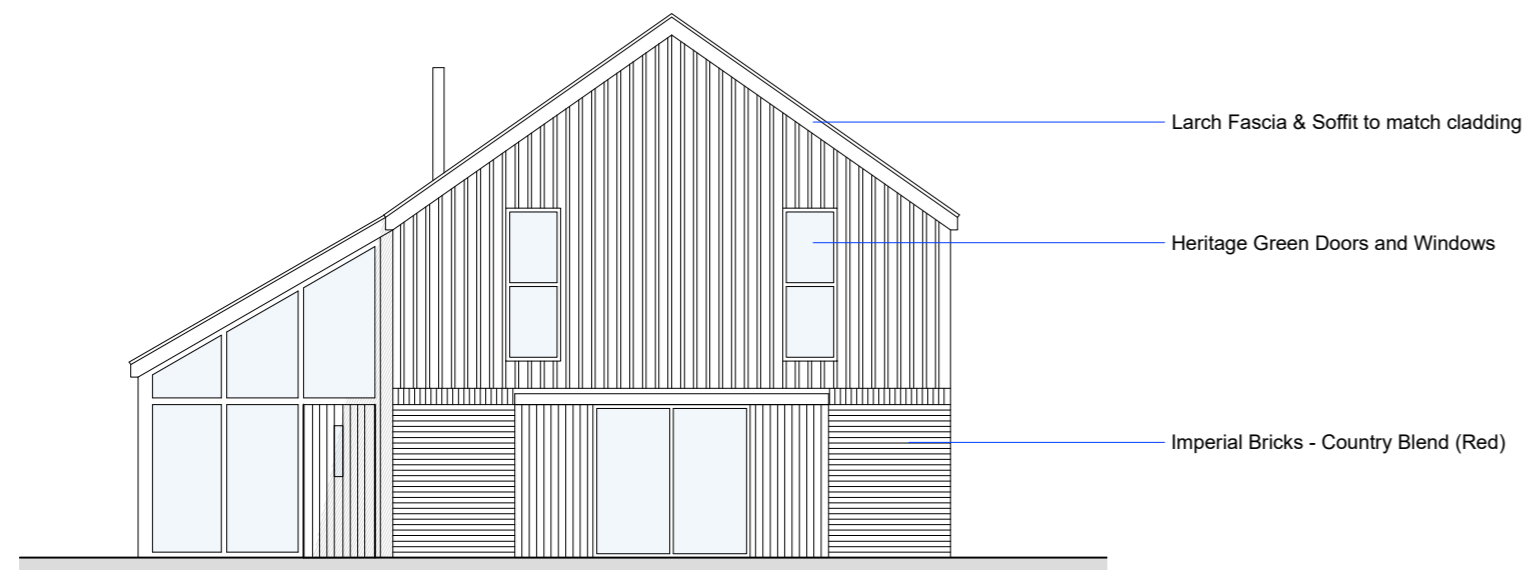 Larch Fascia & Soffit to match cladding
Heritage Green Doors and Windows
Imperial Bricks - Country Blend (Red)